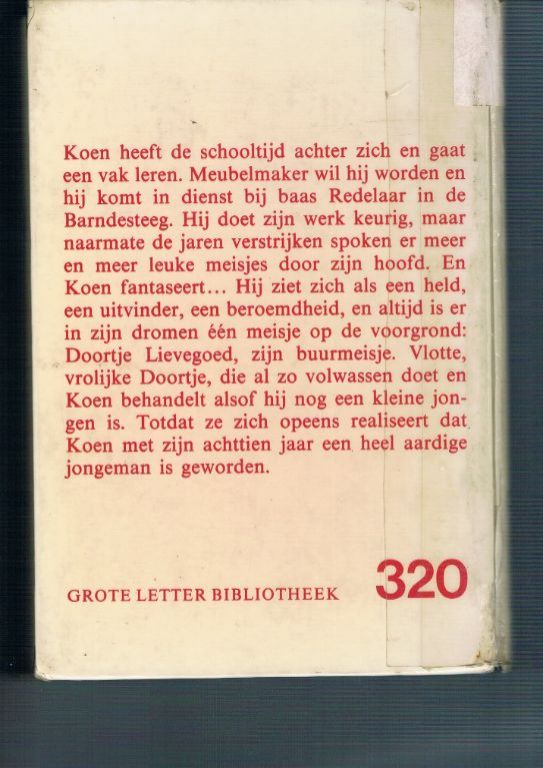 Koen heeft de schooltijd achter zich en gaat
een vak leren. Meubelmaker wil hij worden en
hij komt in dienst bij baas Redelaar in de
Barndesteeg. Hij doet zijn werk keurig, maar
naarmate de jaren verstrijken spoken er meer
en meer leuke meisjes door zijn hoofd. En
Koen fantaseert... Hij ziet zich als een held,
een uitvinder, een beroemdheid, en altijd is er
in zijn dromen één meisje op de voorgrond:
Doortje Lievegoed, zijn buurmeisje. Vlotte,
vrolijke Doortje, die al zo volwassen doet en
Koen behandelt alsof hij nog een kleine jon-
gen is. Totdat ze zich opeens realiseert dat
Koen met zijn achttien jaar een heel aardige
jongeman is geworden.
GROTE LETTER BIBLIOTHEEK 320